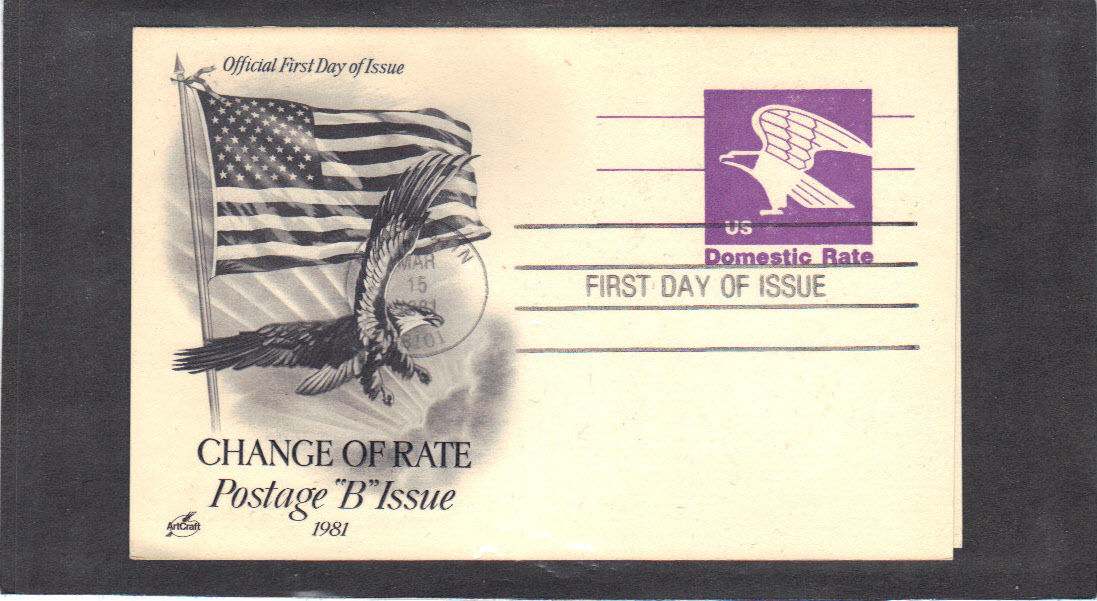 Official First Day of Issue
US
Domestic Rate
MAR
15
1981
FIRST DAY OF ISSUE
CHANGE OF RATE
Postage "B" Issue
1981
ArtCraft